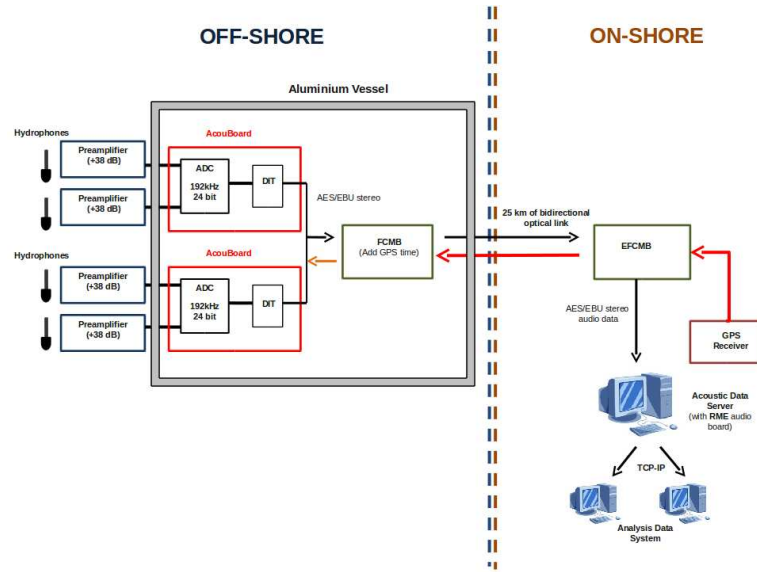 OFF-SHORE
ON-SHORE
Aluminium Vessel
Hydrophones
Preamplifier
(+38 dB)
Preamplifier
(+38 dB)
AcouBoard
ADC
192kHz
24 bit
DIT
AES/EBU stereo
Hydrophones
Preamplifier
(+38 dB)
Preamplifier
(+38 dB)
AcouBoard
ADC
192kHz
24 bit
DIT
FCMB
(Add GPS time)
25 km of bidirectional
optical link
EFCMB
AES/EBU stereo
audio data
GPS
Receiver
Acoustic Data
Server
(with RME audio
board)
TCP-IP
Analysis Data
System